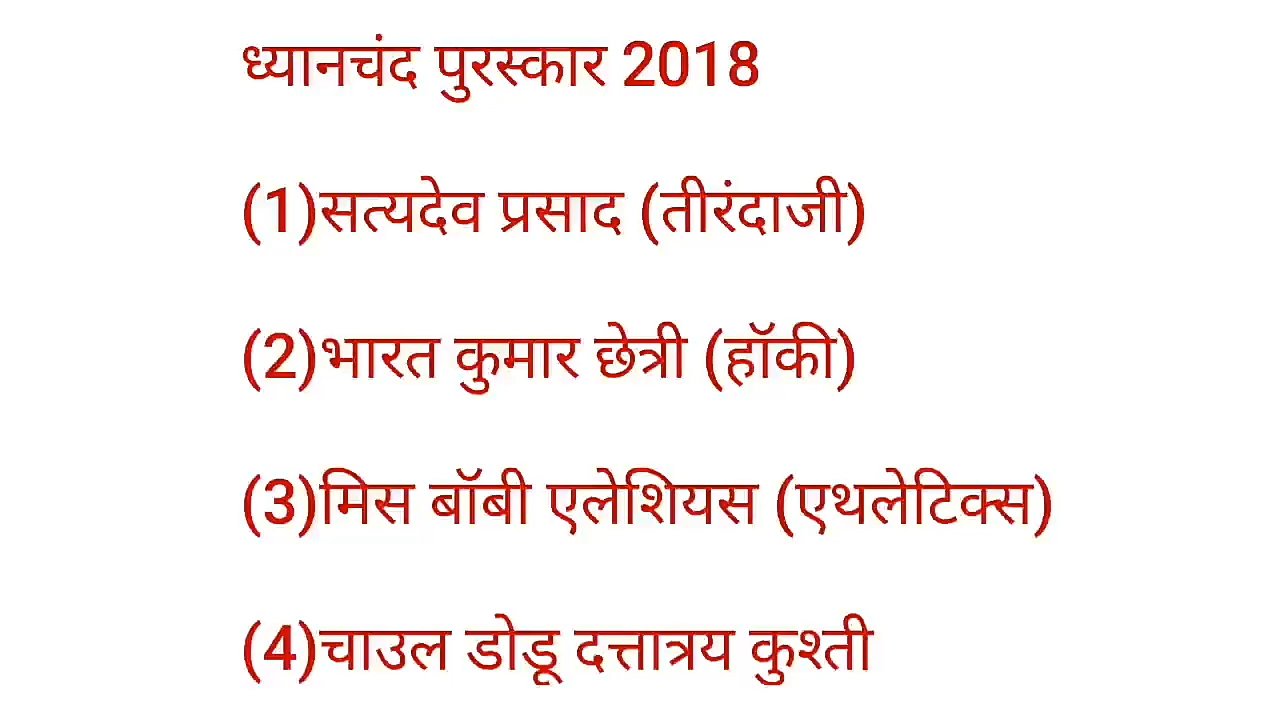 ध्यानचंद पुरस्कार 2018
(1)सत्यदेव प्रसाद (तीरंदाजी)
(2)भारत कुमार छेत्री (हॉकी)
(3)मिस बॉबी एलेशियस (एथलेटिक्स)
(4)चाउल डोडू दत्तात्रय कुश्ती